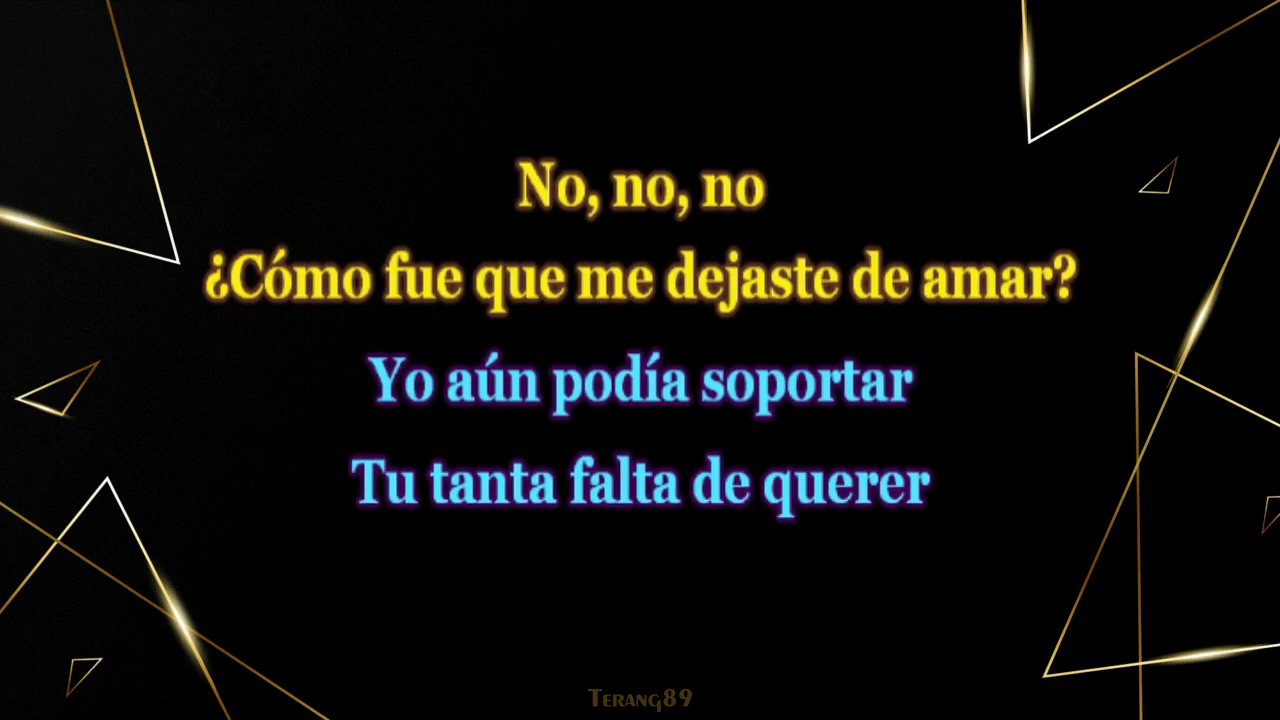 No, no, no
¿Cómo fue que me dejaste de amar?
Yo aún podía soportar
Tu tanta falta de querer
Terang89